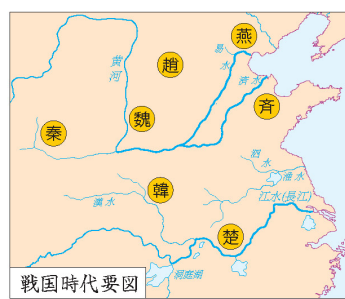 燕
易水
趙
黄河
済水
斉
魏
秦
泗水
淮水
韓
漢水
江水(長江)
楚
洞庭湖
戦国時代要図